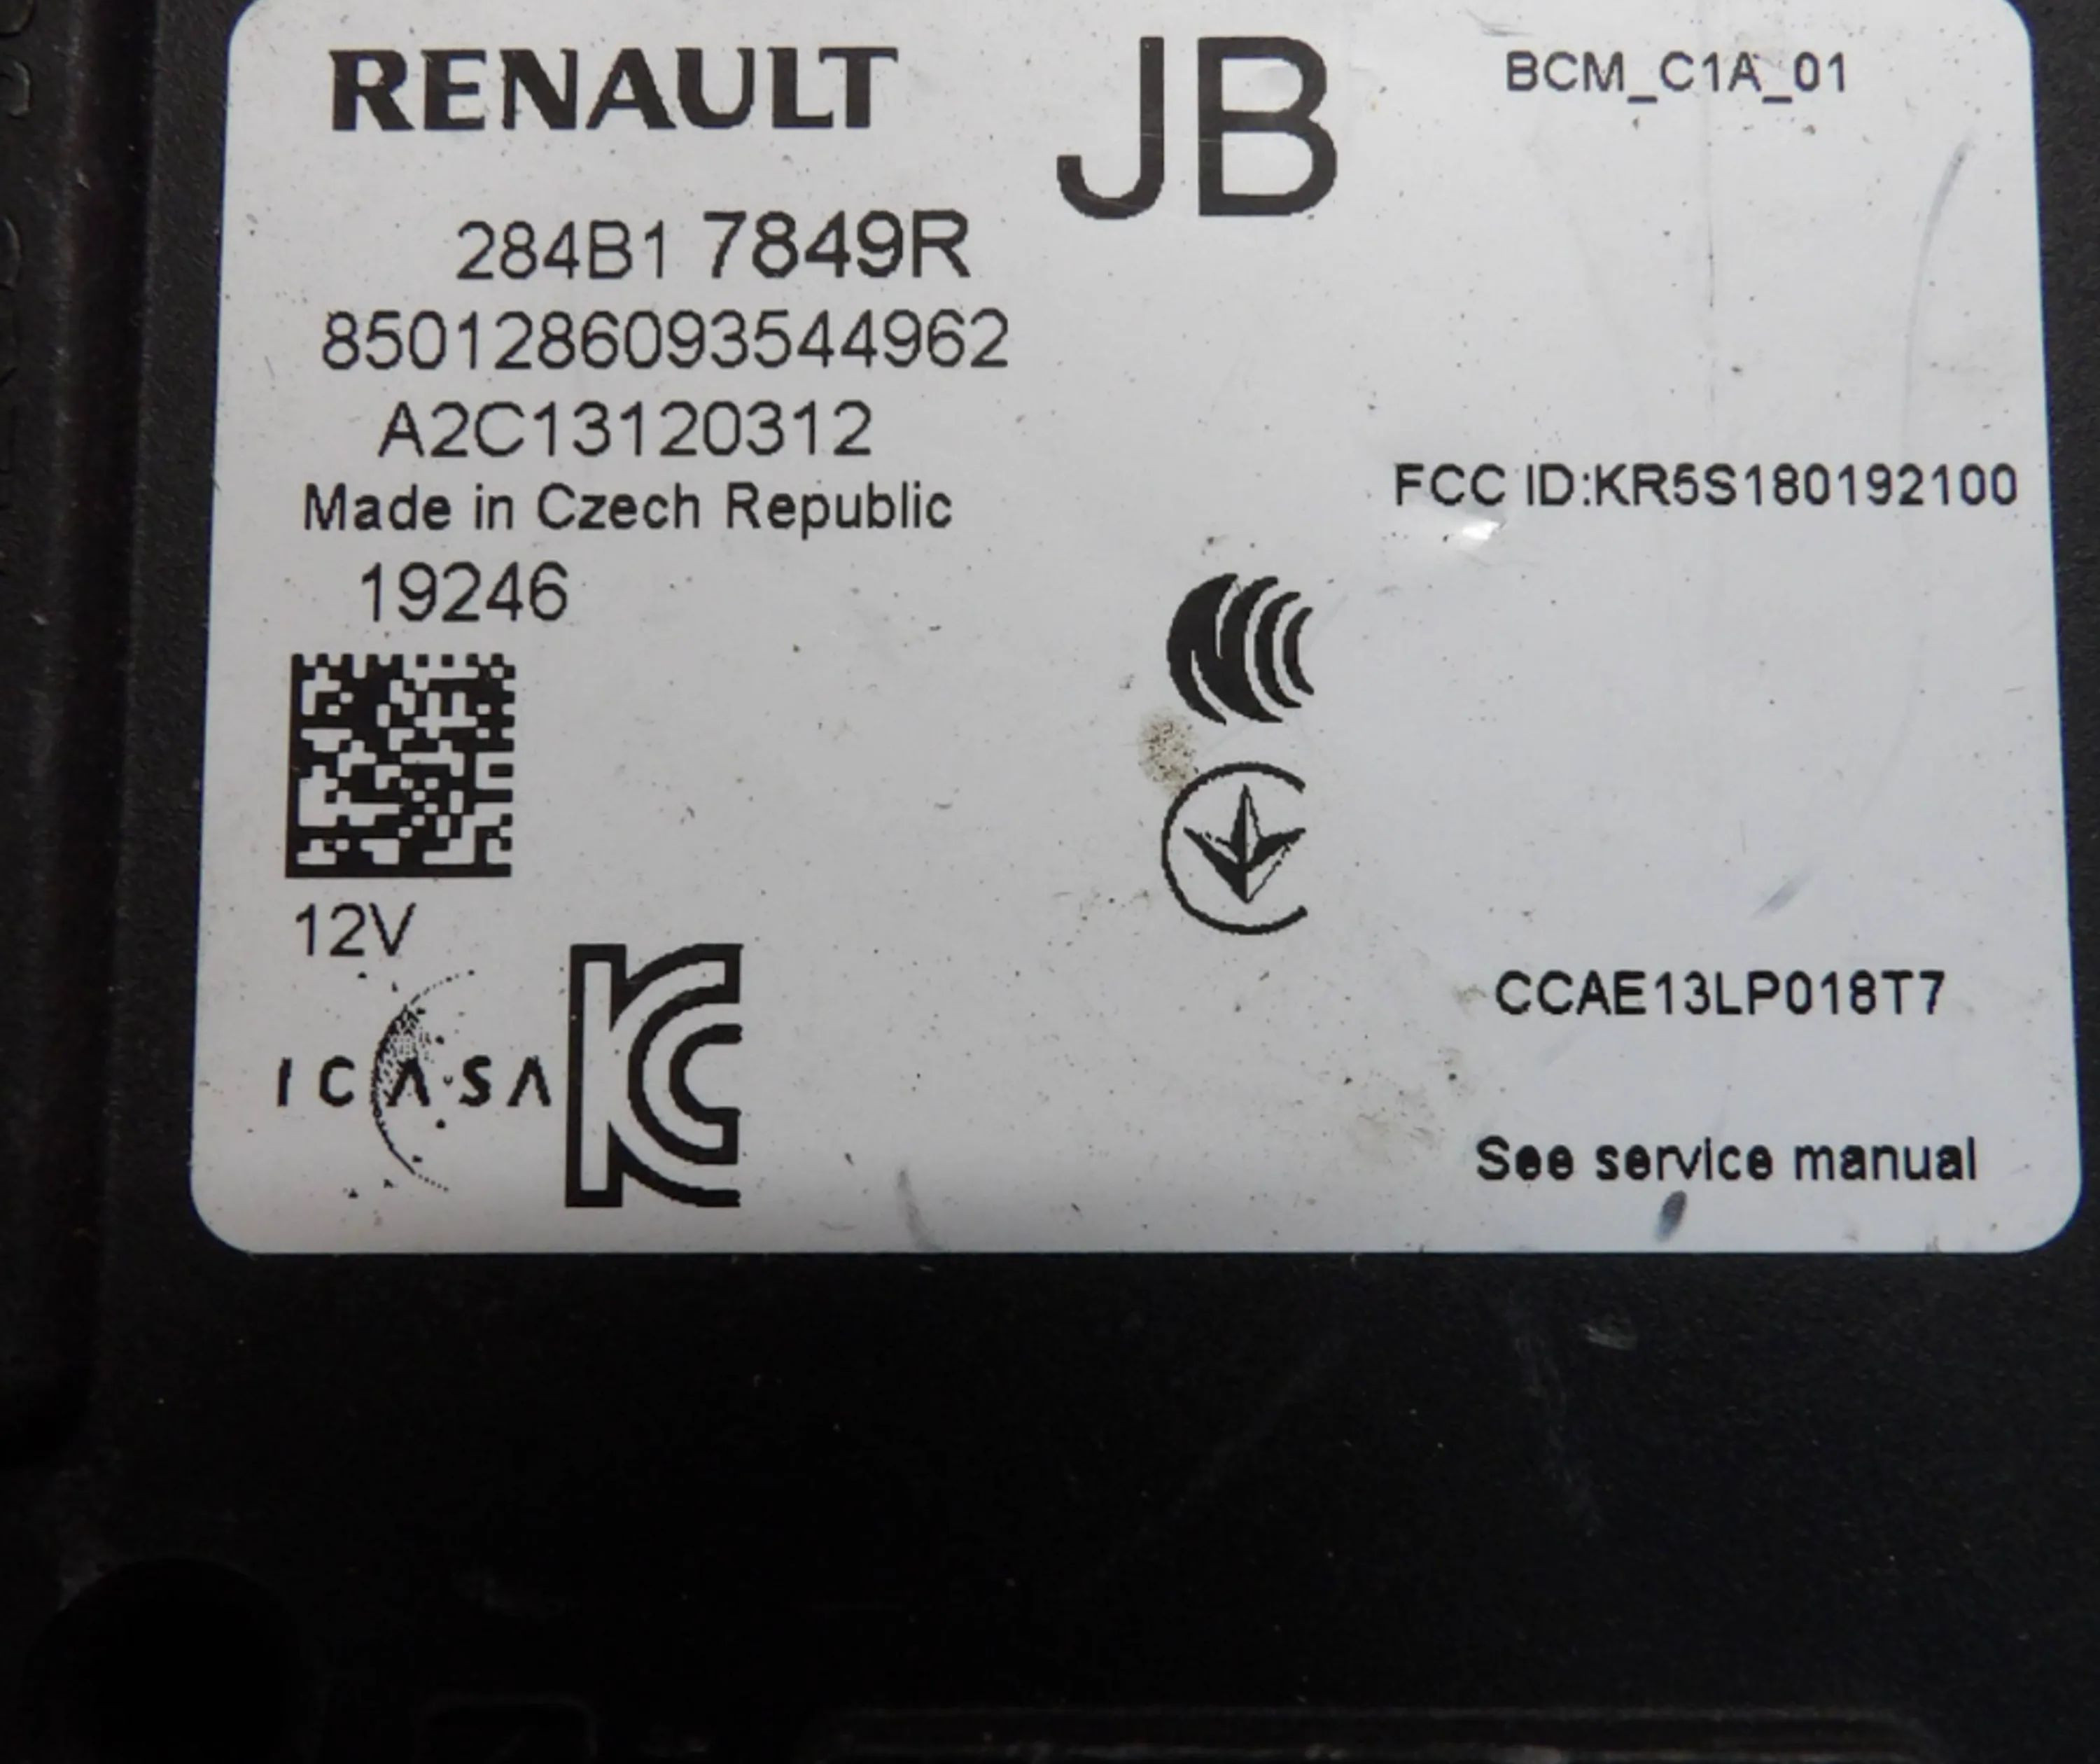 RENAULT
JB
BCM_C1A_01
284B1 7849R
8501286093544962
A2C13120312
Made in Czech Republic
FCC ID:KR5S180192100
19246
12V
CCAE13LP018T7
ICASA
See service manual